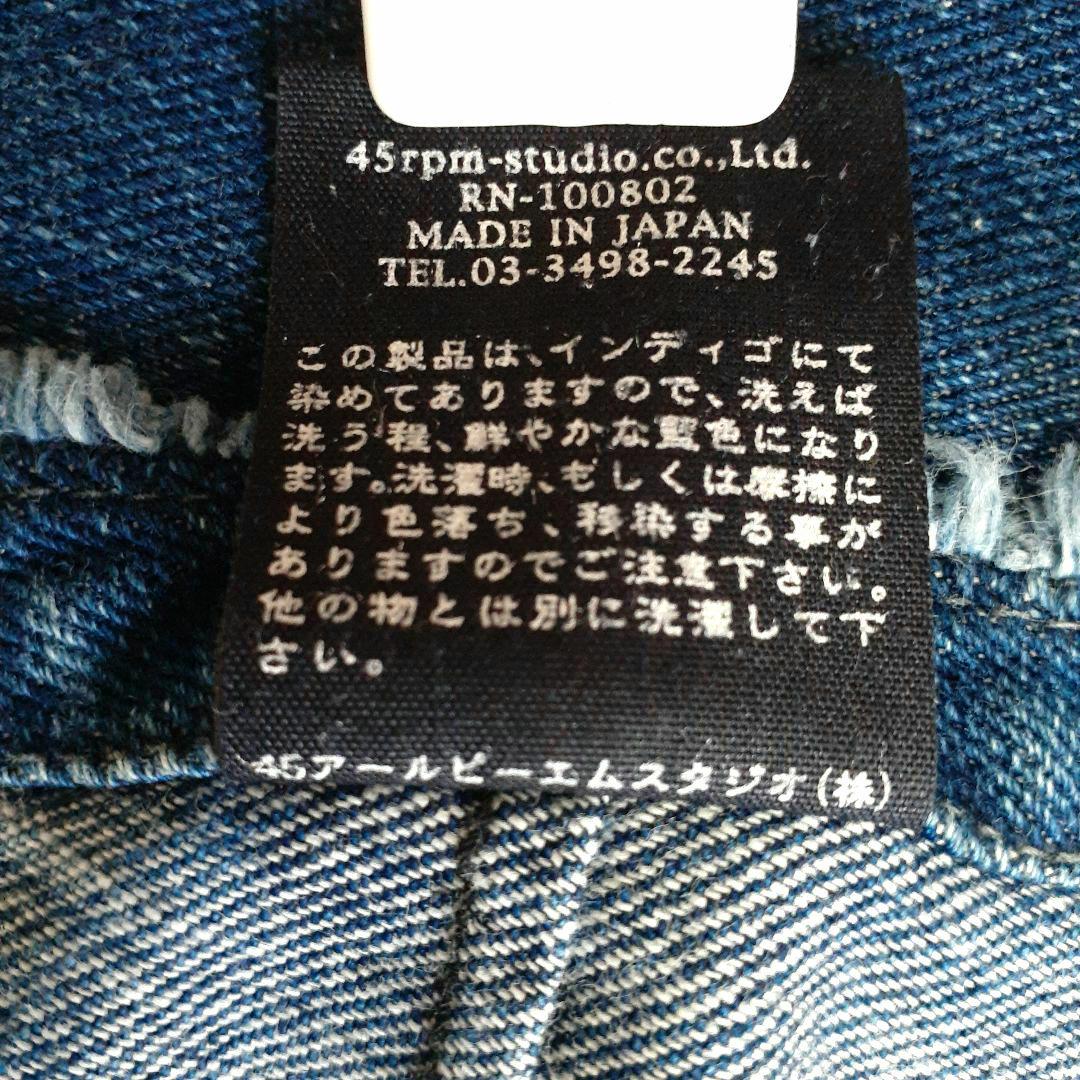 45rpm-studio.co.,Ltd.
RN-100802
MADE IN JAPAN
TEL.03-3498-2245
この製品は、インディゴにて
染めてありますので、洗えば
洗う程、鮮やかな藍色になり
ます。洗濯時、もしくは摩擦に
より色落ち、移染する事が
ありますのでご注意下さい。
他の物とは別に洗濯して下
さい。
45アールピーエムスタジオ(株)